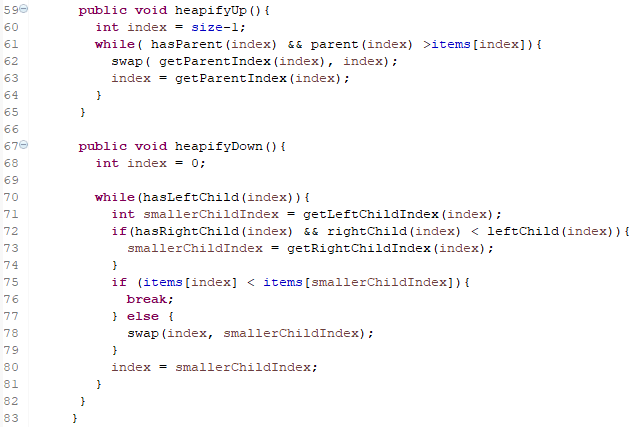 59 public void heapifyUp(){
60 int index = size-1;
61 while( hasParent(index) && parent(index) >items[index]){
62 swap( getParentIndex(index), index);
63 index = getParentIndex(index);
64 }
65 }
66
67 public void heapifyDown(){
68 int index = 0;
69
70 while(hasLeftChild(index)){
71 int smallerChildIndex = getLeftChildIndex(index);
72 if(hasRightChild(index) && rightChild(index) < leftChild(index)){
73 smallerChildIndex = getRightChildIndex(index);
74 }
75 if (items[index] < items[smallerChildIndex]){
76 break;
77 } else {
78 swap(index, smallerChildIndex);
79 }
80 index = smallerChildIndex;
81 }
82 }
83 }